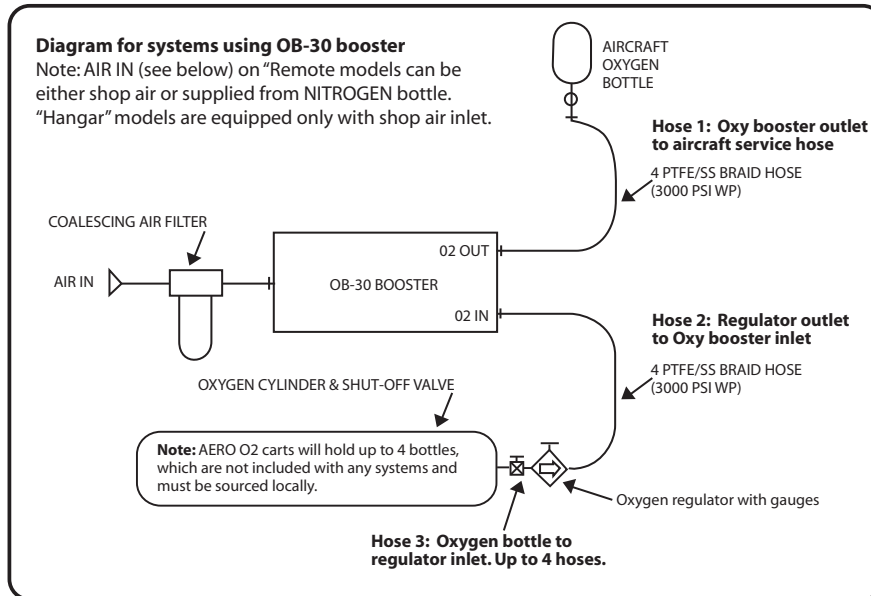 Diagram for systems using OB-30 booster
Note: AIR IN (see below) on “Remote models can be
either shop air or supplied from NITROGEN bottle.
“Hangar” models are equipped only with shop air inlet.
AIRCRAFT
OXYGEN
BOTTLE
Hose 1: Oxy booster outlet
to aircraft service hose
4 PTFE/SS BRAID HOSE
(3000 PSI WP)
COALESCING AIR FILTER
AIR IN
02 OUT
OB-30 BOOSTER
02 IN
Hose 2: Regulator outlet
to Oxy booster inlet
4 PTFE/SS BRAID HOSE
(3000 PSI WP)
OXYGEN CYLINDER & SHUT-OFF VALVE
Note: AERO O2 carts will hold up to 4 bottles,
which are not included with any systems and
must be sourced locally.
Oxygen regulator with gauges
Hose 3: Oxygen bottle to
regulator inlet. Up to 4 hoses.